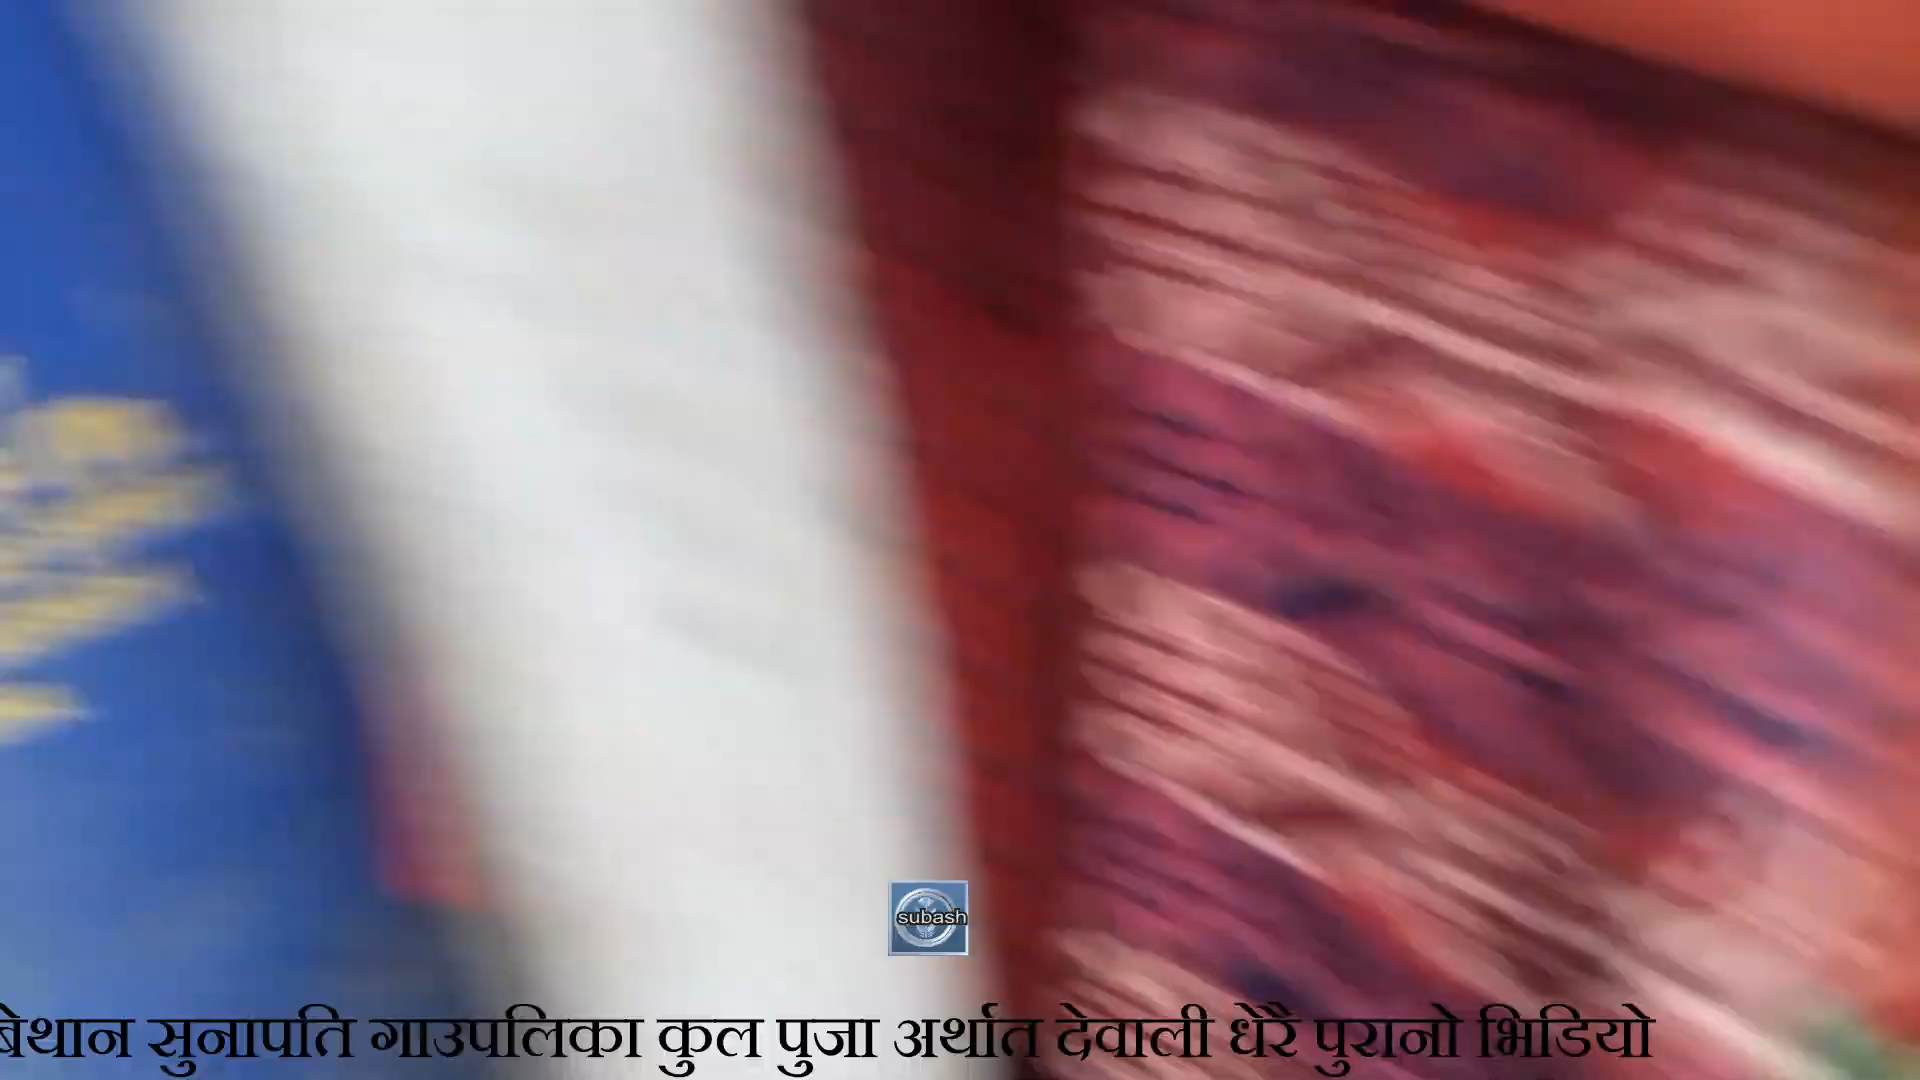 subash
बेथान सुनापति गाउपलिका कुल पुजा अर्थात देवाली धेरै पुरानो भिडियो